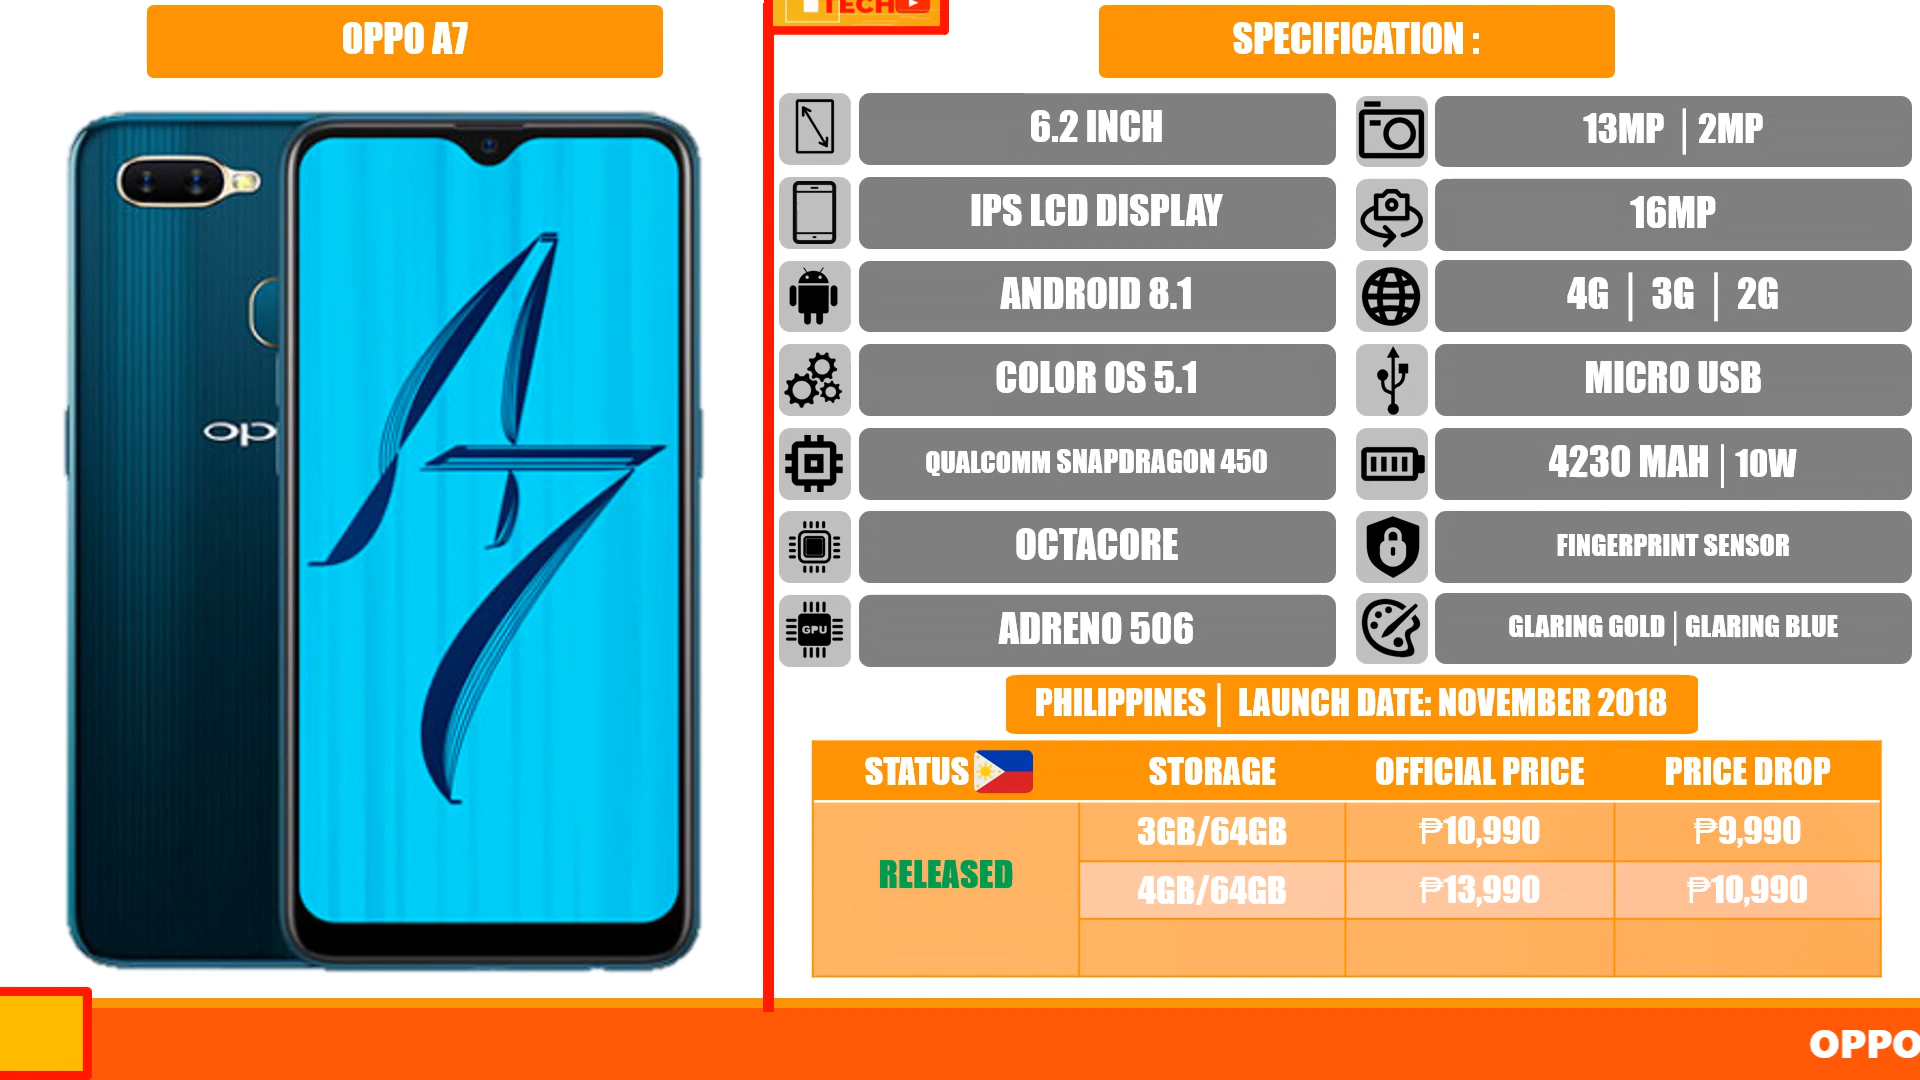 OPPO A7
TECH
SPECIFICATION :
6.2 INCH
13MP | 2MP
IPS LCD DISPLAY
16MP
ANDROID 8.1
4G | 3G | 2G
COLOR OS 5.1
MICRO USB
QUALCOMM SNAPDRAGON 450
4230 MAH | 10W
OCTACORE
FINGERPRINT SENSOR
GPU
ADRENO 506
GLARING GOLD | GLARING BLUE
A7
PHILIPPINES | LAUNCH DATE: NOVEMBER 2018
STATUS STORAGE OFFICIAL PRICE PRICE DROP
RELEASED
3GB/64GB ₱10,990 ₱9,990
4GB/64GB ₱13,990 ₱10,990
OPPO